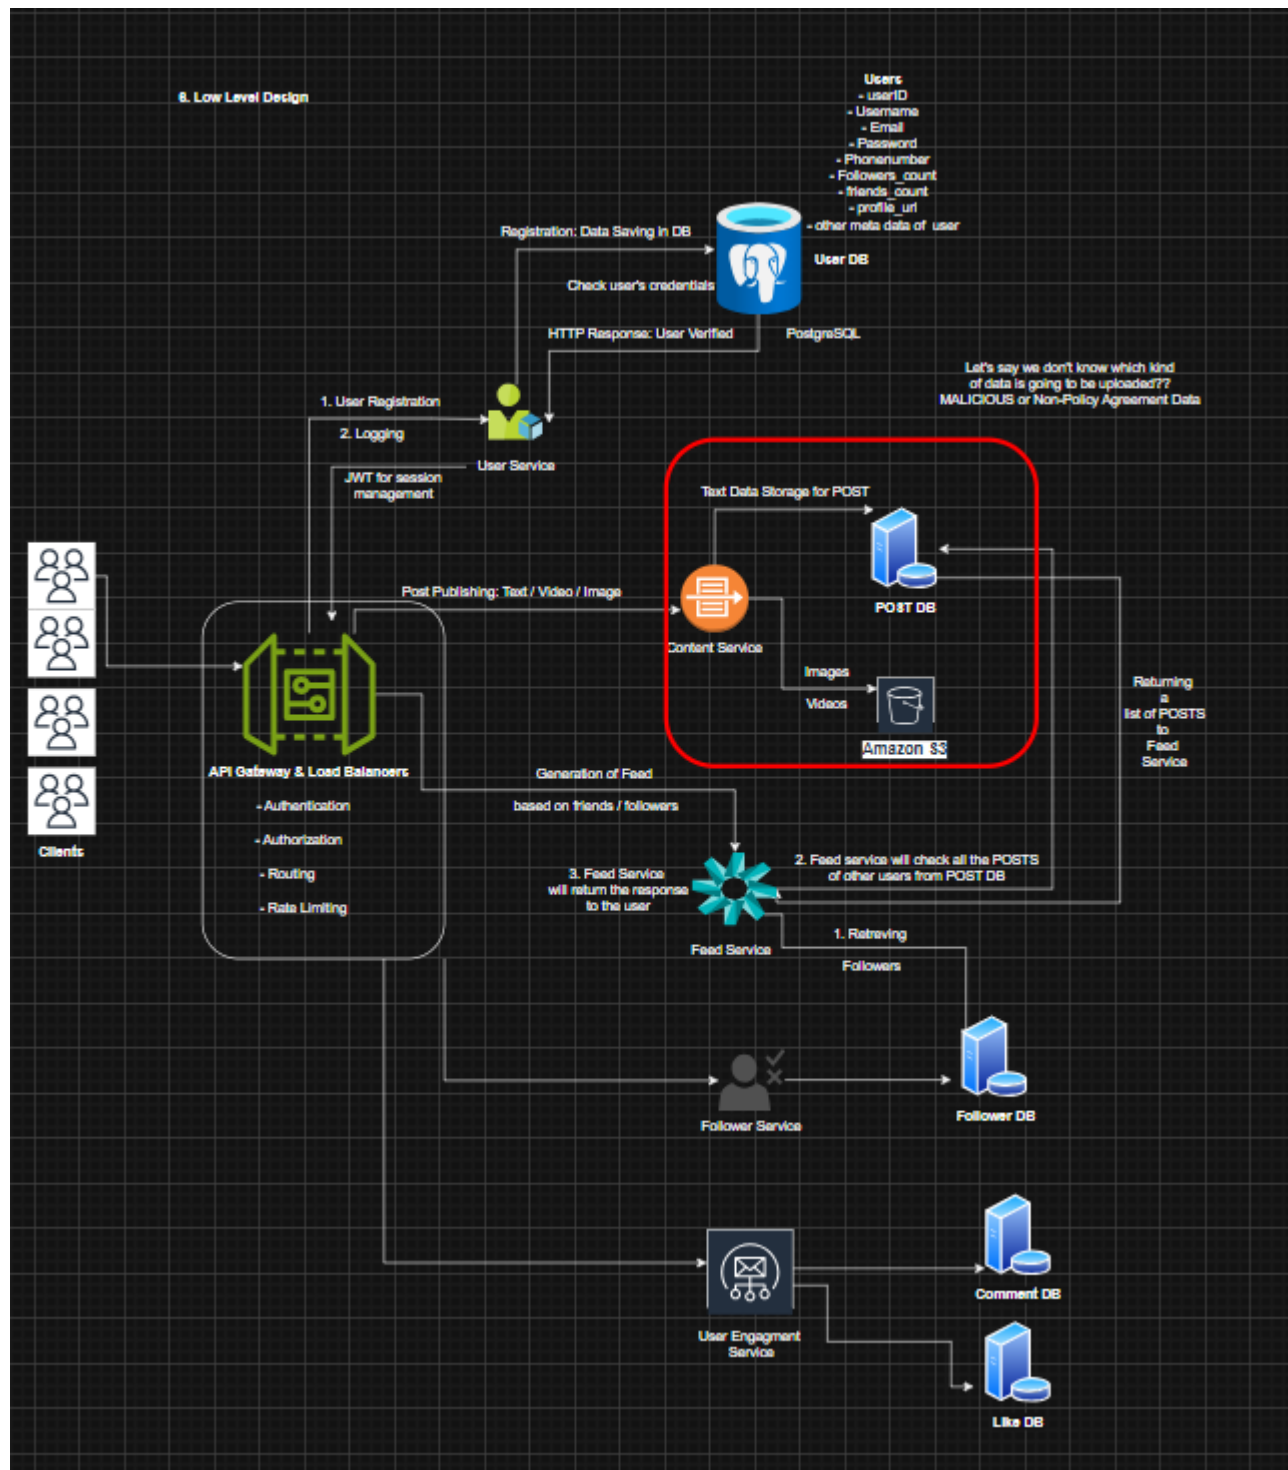 6. Low Level Design
Users
- userID
- Username
- Email
- Password
- Phonenumber
- Followers_count
- friends_count
- profile_url
- other meta data of user
Registration: Data Saving in DB
User DB
Check user's credentials
HTTP Response: User Verified
PostgreSQL
Let's say we don't know which kind
of data is going to be uploaded??
MALICIOUS or Non-Policy Agreement Data
1. User Registration
2. Logging
User Service
JWT for session
management
Text Data Storage for POST
Post Publishing: Text / Video / Image
POST DB
Content Service
Images
Videos
Amazon S3
Returning
a
list of POSTS
to
Feed
Service
API Gateway & Load Balancers
- Authentication
- Authorization
- Routing
- Rate Limiting
Clients
Generation of Feed
based on friends / followers
2. Feed service will check all the POSTS
of other users from POST DB
3. Feed Service
will return the response
to the user
Feed Service
1. Retreving
Followers
Follower Service
Follower DB
Comment DB
User Engagment
Service
Like DB